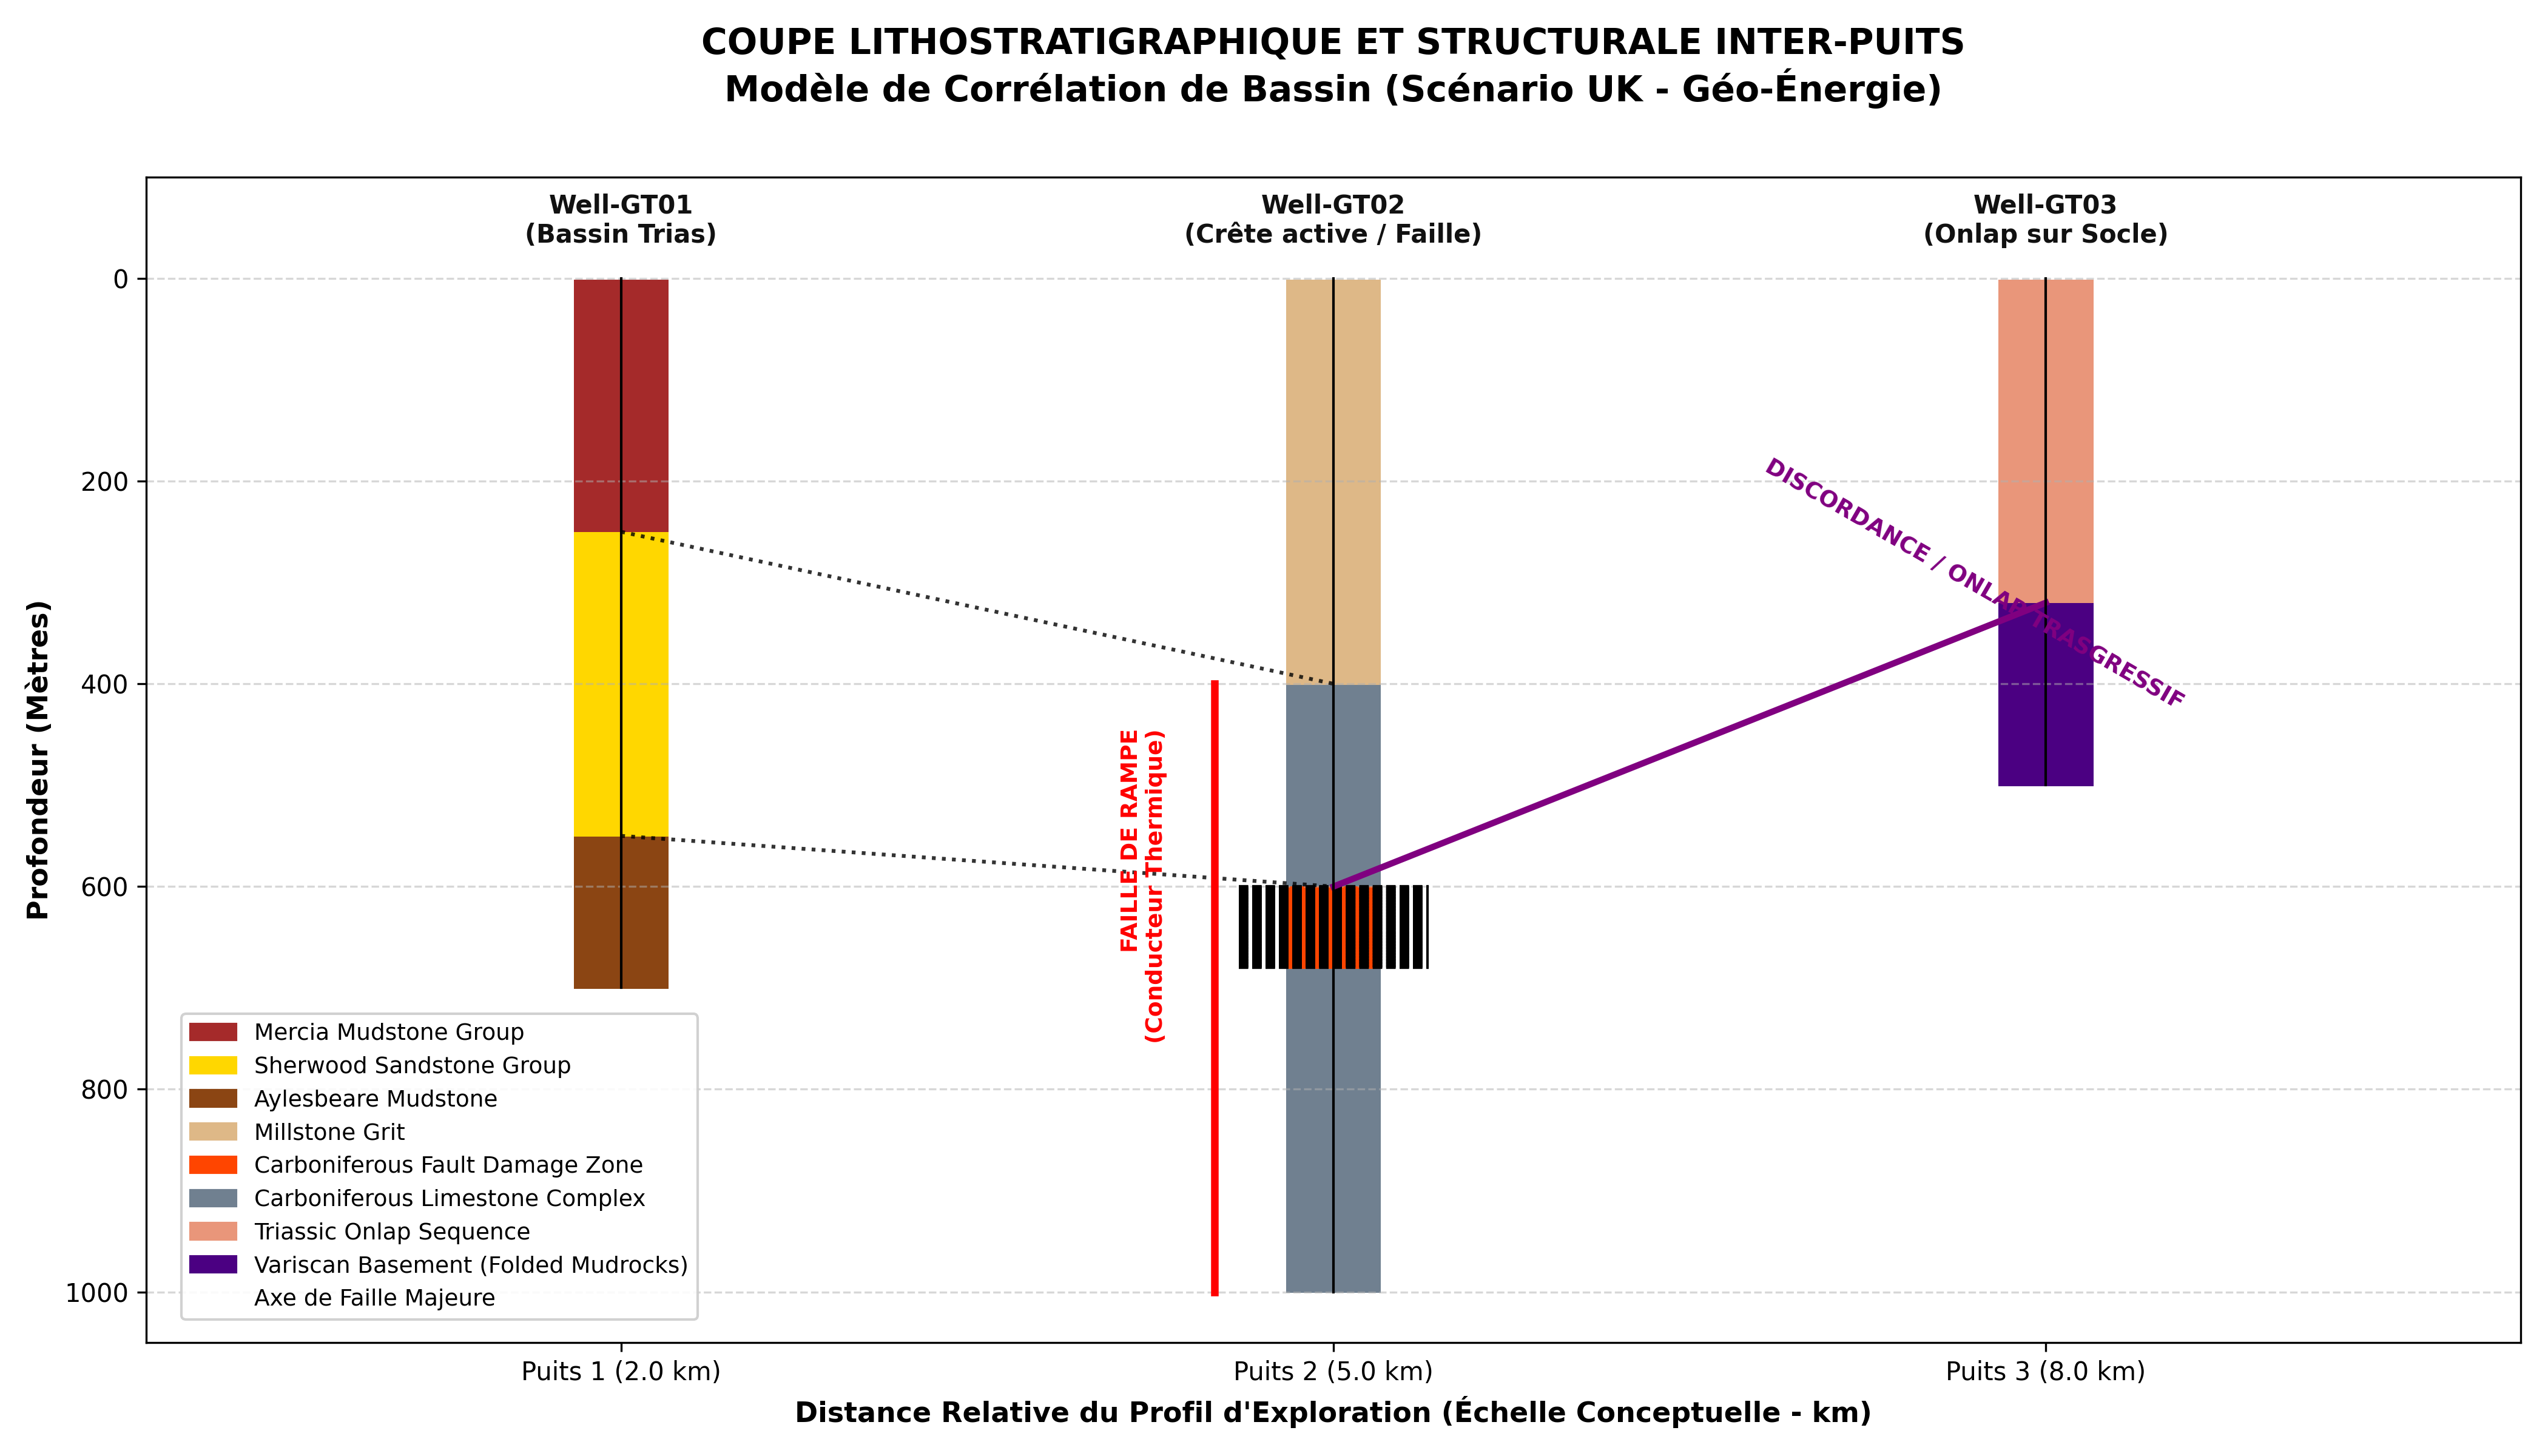 COUPE LITHOSTRATIGRAPHIQUE ET STRUCTURALE INTER-PUITS
Modèle de Corrélation de Bassin (Scénario UK - Géo-Énergie)
Well-GT01
(Bassin Trias)
Well-GT02
(Crête active / Faille)
Well-GT03
(Onlap sur Socle)
Profondeur (Mètres)
0
200
400
600
800
1000
DISCORDANCE / ONLAP TRASGRESSIF
FAILLE DE RAMPE
(Conducteur Thermique)
Mercia Mudstone Group
Sherwood Sandstone Group
Aylesbeare Mudstone
Millstone Grit
Carboniferous Fault Damage Zone
Carboniferous Limestone Complex
Triassic Onlap Sequence
Variscan Basement (Folded Mudrocks)
Axe de Faille Majeure
Puits 1 (2.0 km)
Puits 2 (5.0 km)
Puits 3 (8.0 km)
Distance Relative du Profil d'Exploration (Échelle Conceptuelle - km)